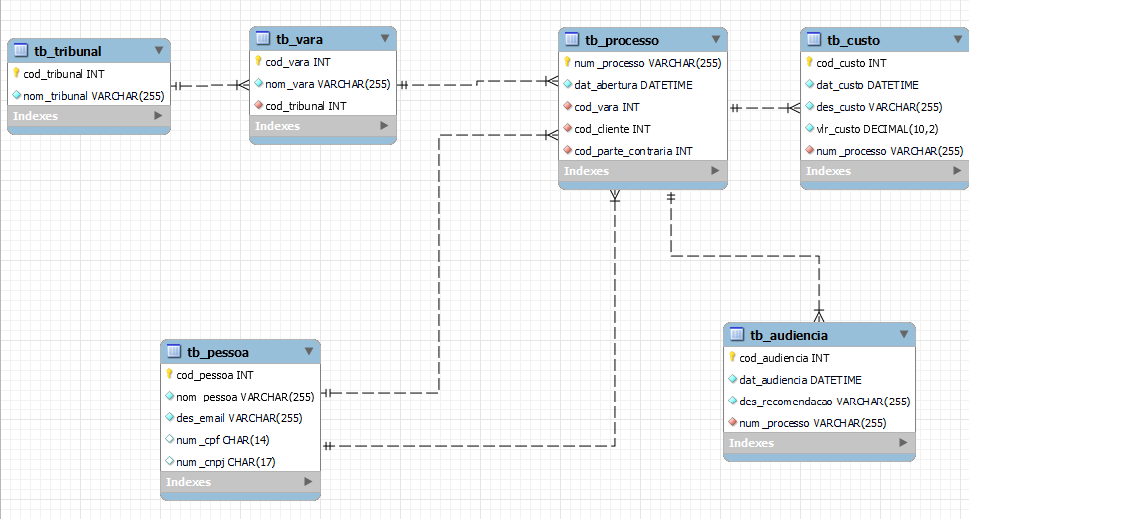 tb_tribunal
cod_tribunal INT
nom_tribunal VARCHAR(255)
Indexes
tb_vara
cod_vara INT
nom_vara VARCHAR(255)
cod_tribunal INT
Indexes
tb_processo
num_processo VARCHAR(255)
dat_abertura DATETIME
cod_vara INT
cod_cliente INT
cod_parte_contraria INT
Indexes
tb_custo
cod_custo INT
dat_custo DATETIME
des_custo VARCHAR(255)
vlr_custo DECIMAL(10,2)
num_processo VARCHAR(255)
Indexes
tb_pessoa
cod_pessoa INT
nom_pessoa VARCHAR(255)
des_email VARCHAR(255)
num_cpf CHAR(14)
num_cnpj CHAR(17)
Indexes
tb_audiencia
cod_audiencia INT
dat_audiencia DATETIME
des_recomendacao VARCHAR(255)
num_processo VARCHAR(255)
Indexes